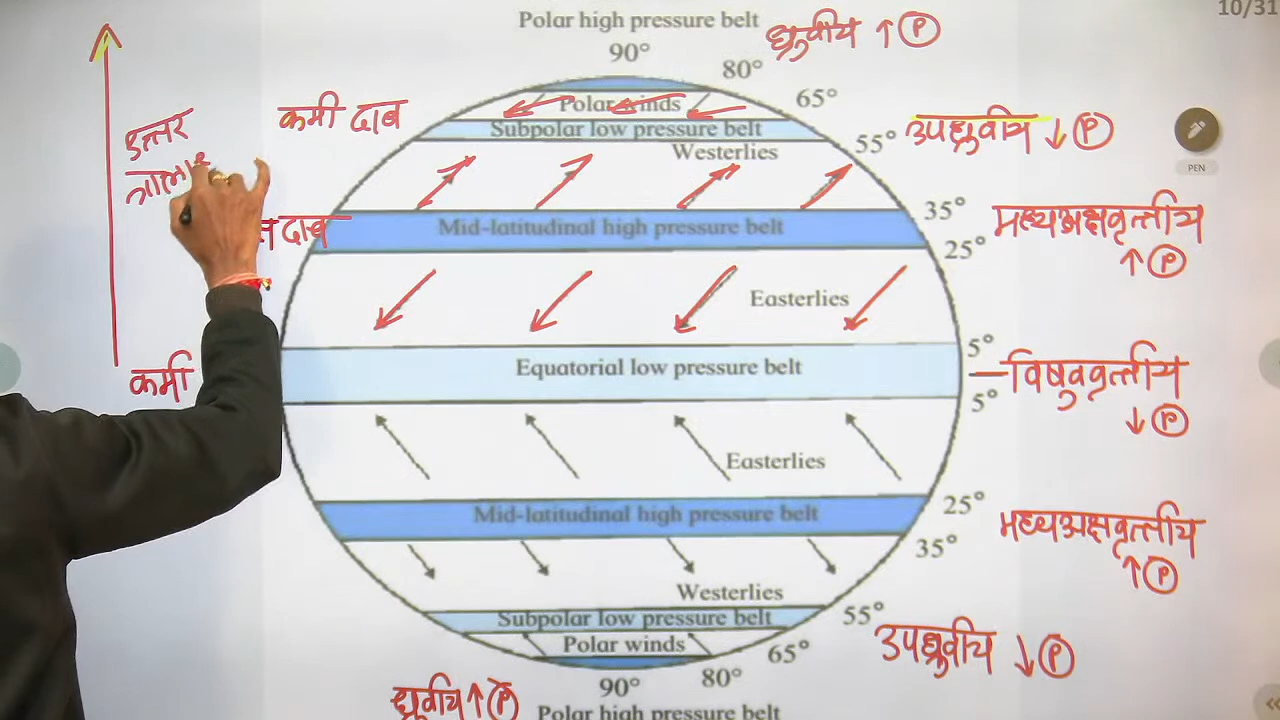 10/31
Polar high pressure belt
ध्रुवीय ↑ P
90°
80°
Polar winds
65°
कमी दाब
Subpolar low pressure belt
उपध्रुवीय ↓ P
55°
उत्तर
Westerlies
PEN
35°
मध्यअक्षवृत्तीय
↑ P
दाब
Mid-latitudinal high pressure belt
25°
Easterlies
5°
Equatorial low pressure belt
विषुववृत्तीय
↓ P
कमी
5°
Easterlies
25°
Mid-latitudinal high pressure belt
मध्यअक्षवृत्तीय
↑ P
35°
Westerlies
55°
Subpolar low pressure belt
उपध्रुवीय ↓ P
Polar winds
65°
80°
90°
ध्रुवीय ↑ P
Polar high pressure belt